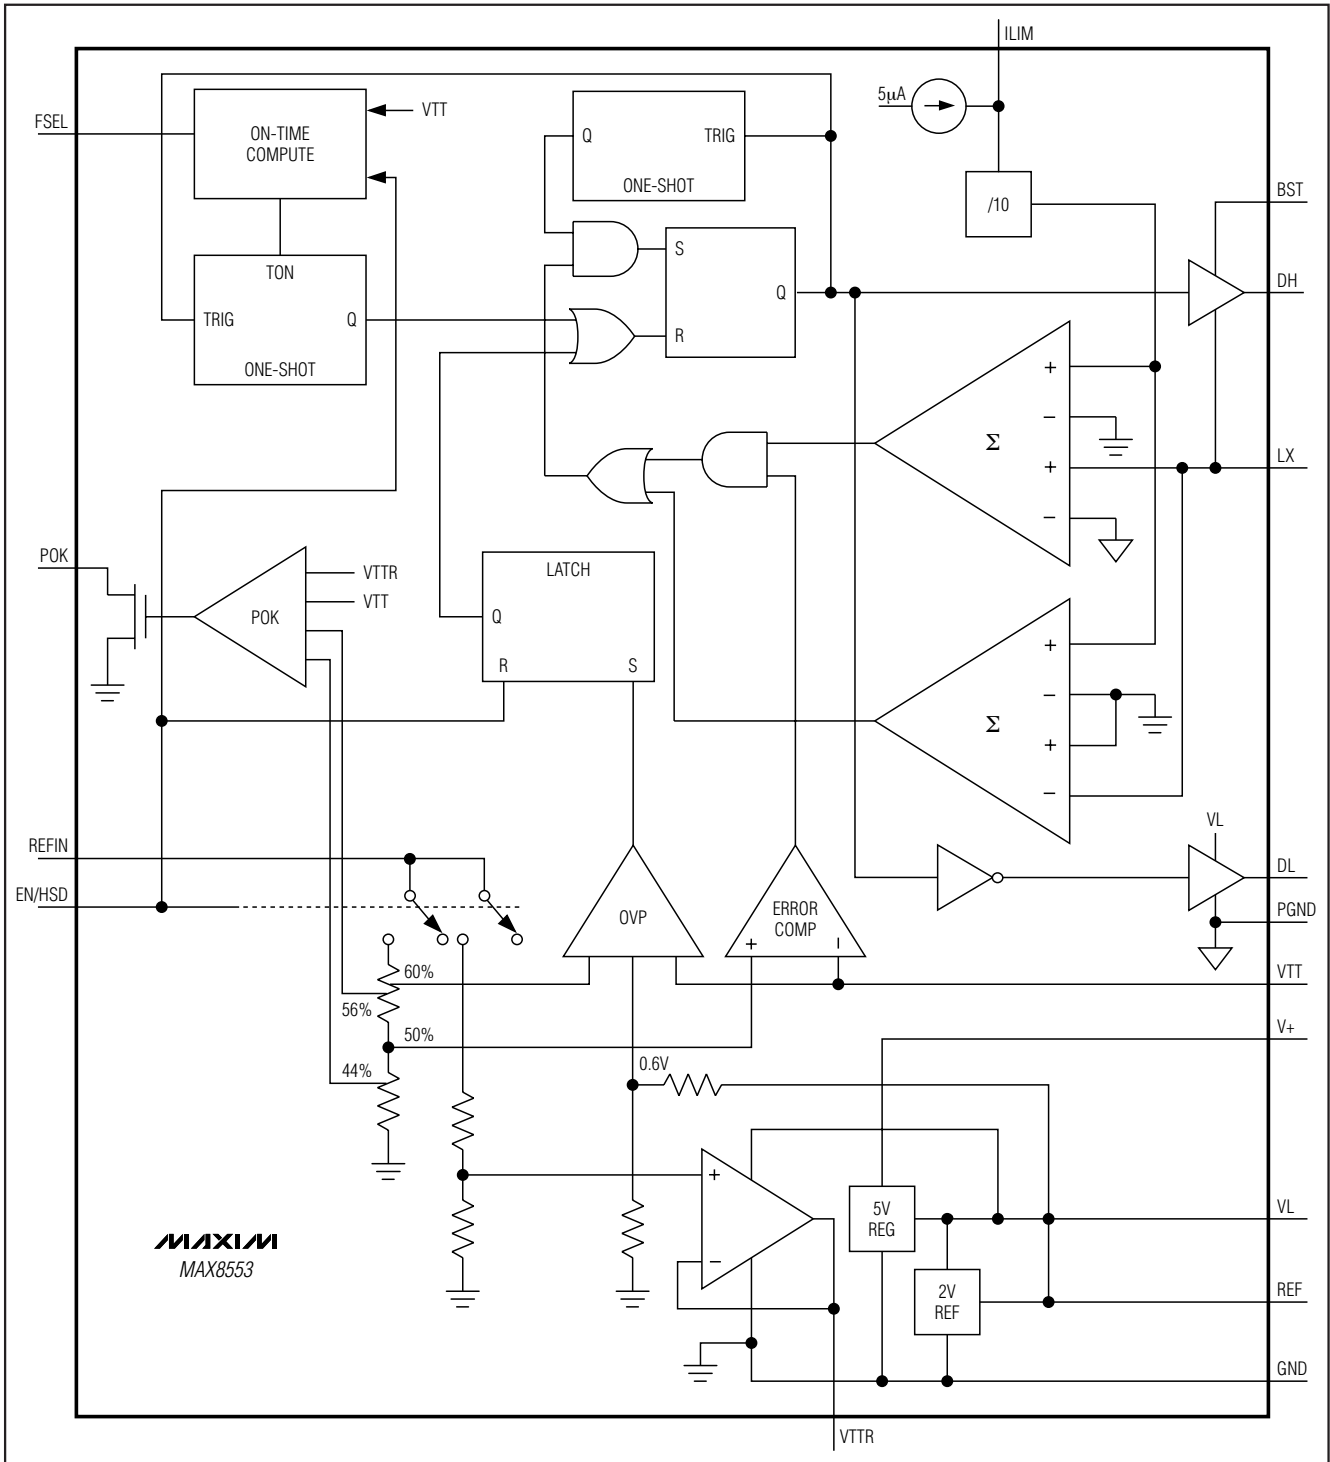 ILIM
5µA
FSEL
ON-TIME
COMPUTE
VTT
Q
TRIG
ONE-SHOT
/10
BST
S
Q
R
DH
TON
TRIG
Q
ONE-SHOT
+
−
Σ
+
−
LX
POK
POK
VTTR
VTT
LATCH
Q
R
S
+
−
Σ
+
−
REFIN
EN/HSD
OVP
ERROR
COMP
+
−
VL
DL
PGND
60%
56%
50%
44%
VTT
V+
0.6V
+
−
5V
REG
VL
2V
REF
REF
GND
MAXIM
MAX8553
VTTR